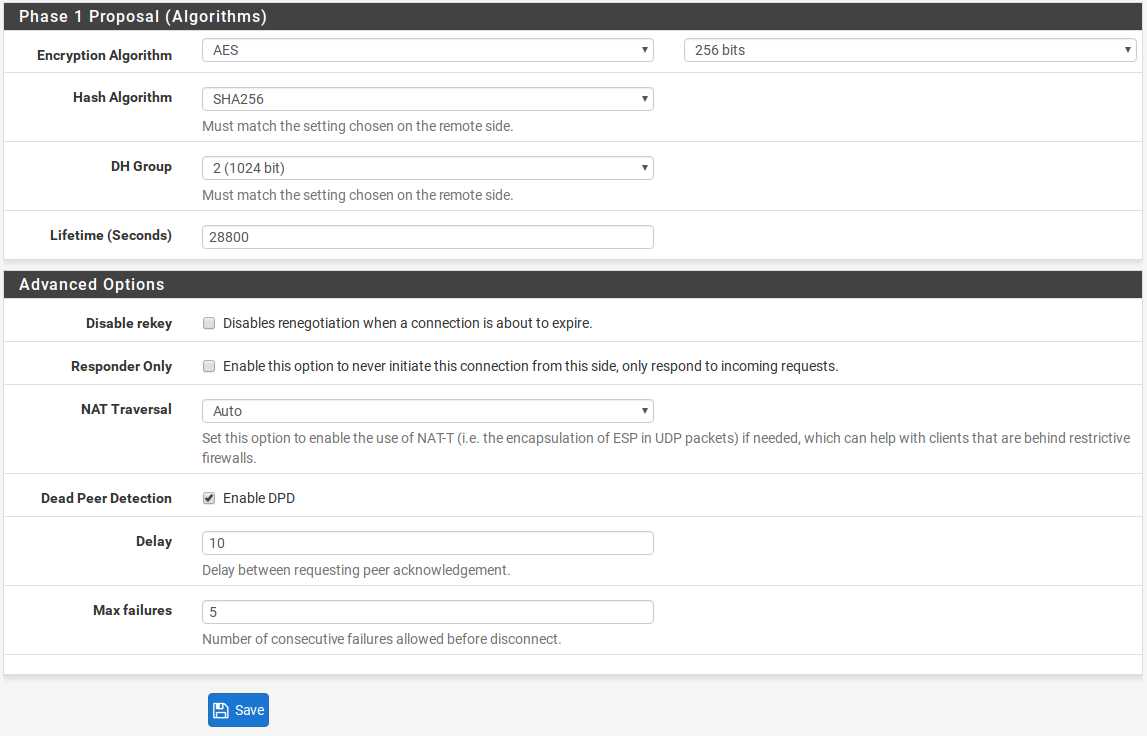 Phase 1 Proposal (Algorithms)
Encryption Algorithm AES 256 bits
Hash Algorithm SHA256
Must match the setting chosen on the remote side.
DH Group 2 (1024 bit)
Must match the setting chosen on the remote side.
Lifetime (Seconds) 28800
Advanced Options
Disable rekey Disables renegotiation when a connection is about to expire.
Responder Only Enable this option to never initiate this connection from this side, only respond to incoming requests.
NAT Traversal Auto
Set this option to enable the use of NAT-T (i.e. the encapsulation of ESP in UDP packets) if needed, which can help with clients that are behind restrictive
firewalls.
Dead Peer Detection Enable DPD
Delay 10
Delay between requesting peer acknowledgement.
Max failures 5
Number of consecutive failures allowed before disconnect.
Save